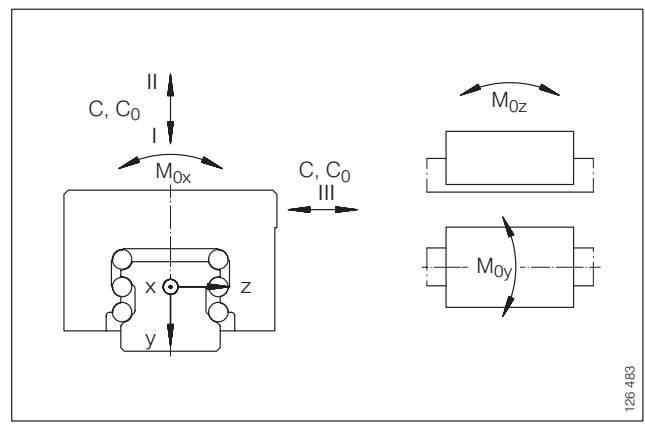 II
C, C0
I
M0x
C, C0
III
x
z
y
M0z
M0y
126 483